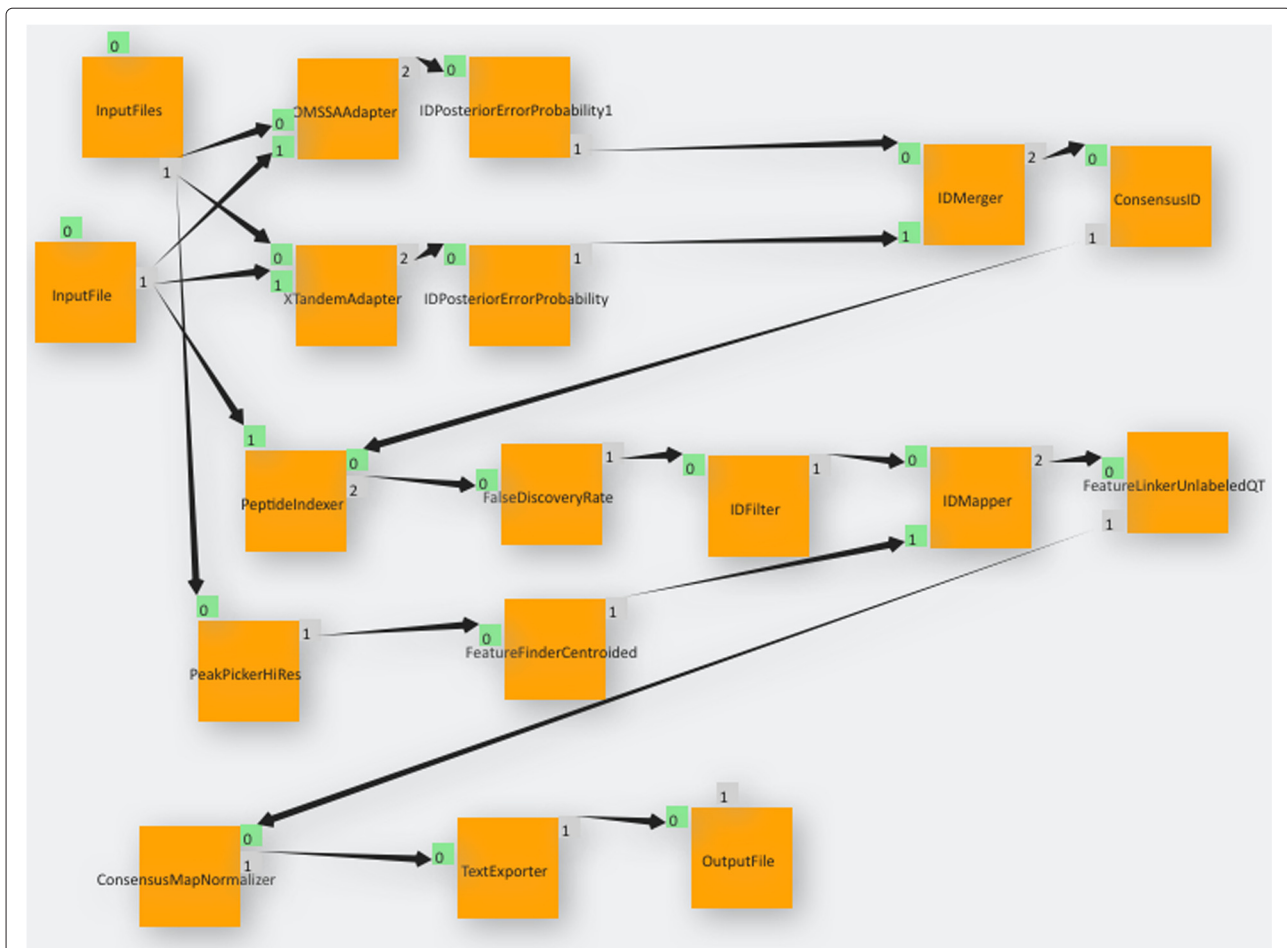 0
InputFiles
1
0
1
OMSSAAdapter
2
0
IDPosteriorErrorProbability1
1
0
1
IDMerger
2
0
ConsensusID
1
0
InputFile
1
0
1
XTandemAdapter
2
0
IDPosteriorErrorProbability
1
1
0
2
PeptideIndexer
0
FalseDiscoveryRate
1
0
IDFilter
1
0
1
IDMapper
2
0
FeatureLinkerUnlabeledQT
1
0
PeakPickerHiRes
1
0
FeatureFinderCentroided
1
0
1
ConsensusMapNormalizer
0
TextExporter
1
0
1
OutputFile